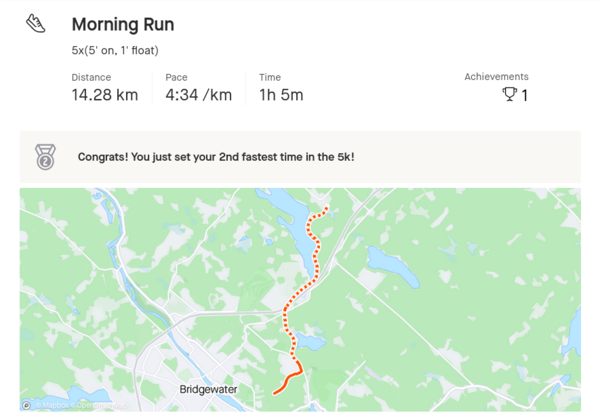 Morning Run
5x(5' on, 1' float)
Distance Pace Time Achievements
14.28 km 4:34 /km 1h 5m 1
2
Congrats! You just set your 2nd fastest time in the 5k!
Bridgewater
© Mapbox